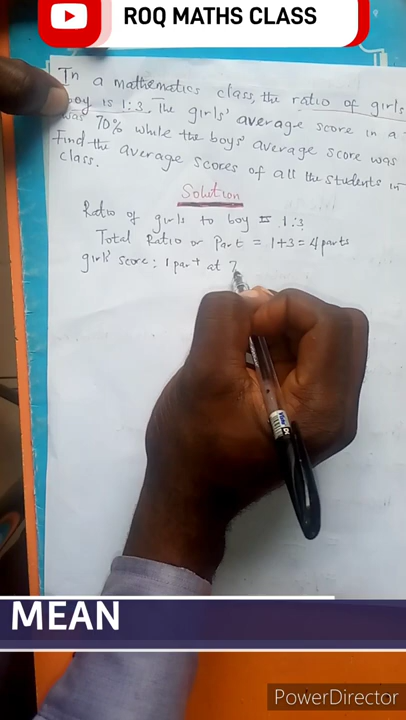 ROQ MATHS CLASS
In a mathematics class, the ratio of girls
boy is 1:3. The girls' average score in a
was 70% while the boys' average score was
Find the average scores of all the students in
class.
Solution
Ratio of girls to boy = 1:3
Total Ratio or Part = 1+3 = 4 parts
girls' score: 1 part at 7
MEAN
PowerDirector